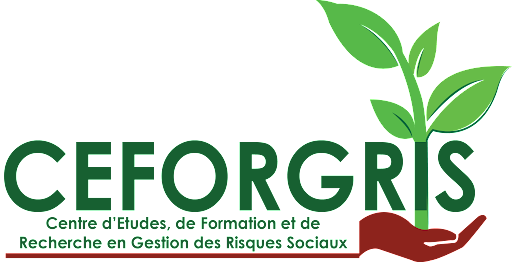 CEFORGRIS
Centre d'Etudes, de Formation et de
Recherche en Gestion des Risques Sociaux